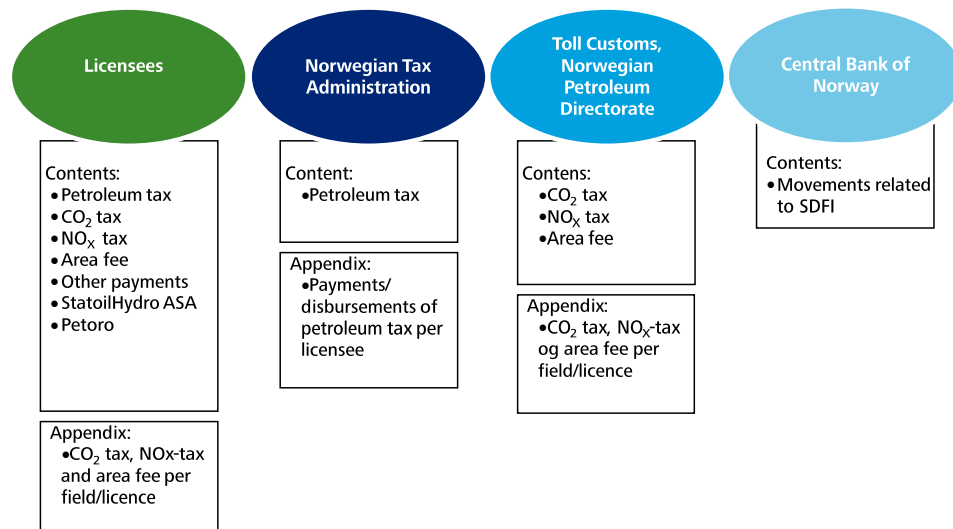 Licensees
Contents:
•Petroleum tax
•CO₂ tax
•NOₓ tax
•Area fee
•Other payments
•StatoilHydro ASA
•Petoro
Appendix:
•CO₂ tax, NOx-tax
and area fee per
field/licence
Norwegian Tax
Administration
Content:
•Petroleum tax
Appendix:
•Payments/
disbursements of
petroleum tax per
licensee
Toll Customs,
Norwegian
Petroleum
Directorate
Contens:
•CO₂ tax
•NOₓ tax
•Area fee
Appendix:
•CO₂ tax, NOₓ-tax
og area fee per
field/licence
Central Bank of
Norway
Contents:
•Movements related
to SDFI